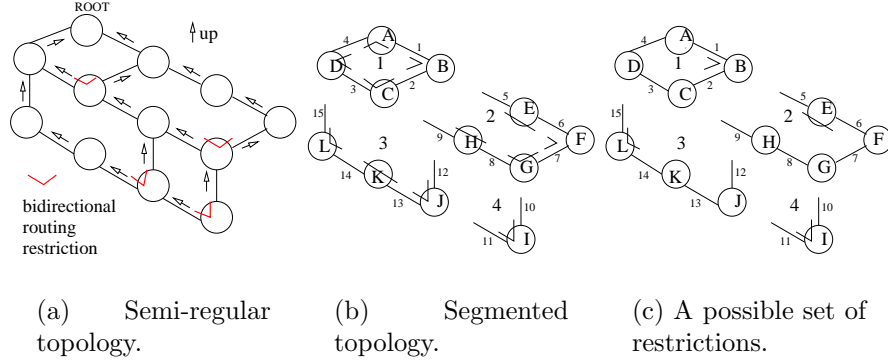 ROOT
up
bidirectional
routing
restriction
A
4
1
D
1
B
3
2
C
15
5
E
2
6
9
L
3
H
F
8
7
14
K
G
12
13
J
4
10
11
I
A
4
1
D
1
B
3
2
C
15
5
E
2
6
9
L
3
H
F
8
7
14
K
G
12
13
J
4
10
11
I
(a) Semi-regular
topology.
(b) Segmented
topology.
(c) A possible set of
restrictions.